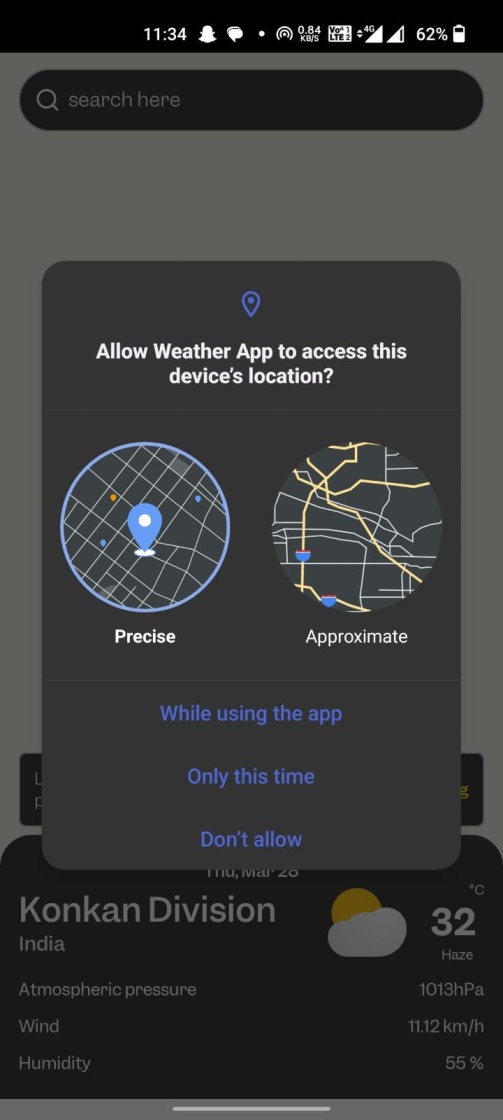 11:34 0.84 KB/S Vo 1 LTE 2 4G 62%
search here
Allow Weather App to access this
device's location?
Precise Approximate
While using the app
Only this time
Don't allow
Thu, Mar 28
Konkan Division
India
°C
32
Haze
Atmospheric pressure 1013hPa
Wind 11.12 km/h
Humidity 55 %